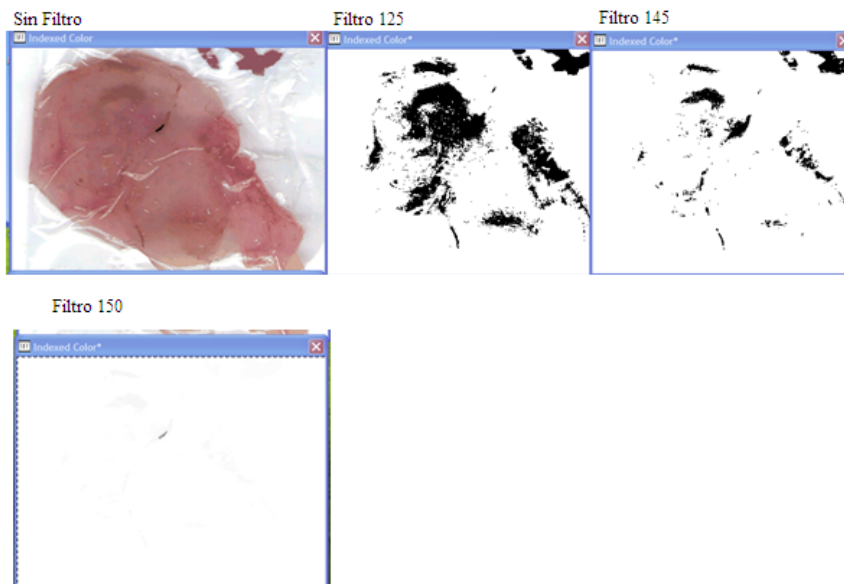 Sin Filtro
Filtro 125
Filtro 145
Indexed Color
Indexed Color*
Indexed Color*
Filtro 150
Indexed Color*